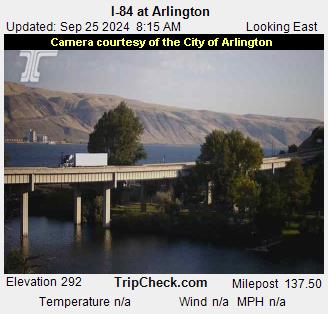 I-84 at Arlington
Updated: Sep 25 2024 8:15 AM Looking East
Camera courtesy of the City of Arlington
Elevation 292 TripCheck.com Milepost 137.50
Temperature n/a Wind n/a MPH n/a